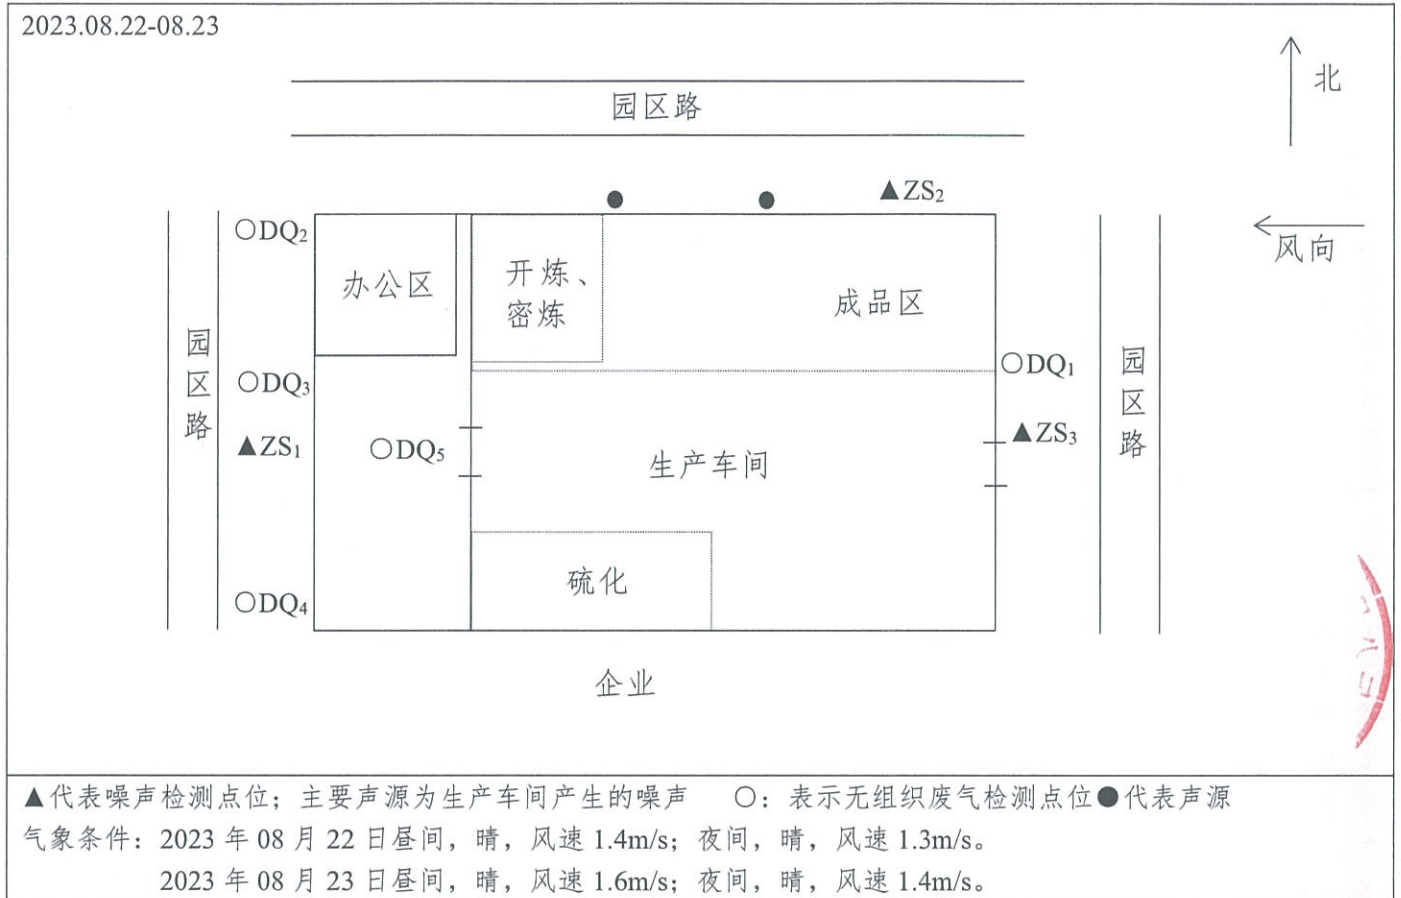 2023.08.22-08.23
园区路
北
▲ZS₂
○DQ₂
风向
办公区
开炼、
密炼
成品区
园区路
○DQ₃
○DQ₁
园区路
▲ZS₁
○DQ₅
▲ZS₃
生产车间
硫化
○DQ₄
企业
▲代表噪声检测点位；主要声源为生产车间产生的噪声 ○：表示无组织废气检测点位●代表声源
气象条件：2023 年 08 月 22 日昼间，晴，风速 1.4m/s；夜间，晴，风速 1.3m/s。
2023 年 08 月 23 日昼间，晴，风速 1.6m/s；夜间，晴，风速 1.4m/s。